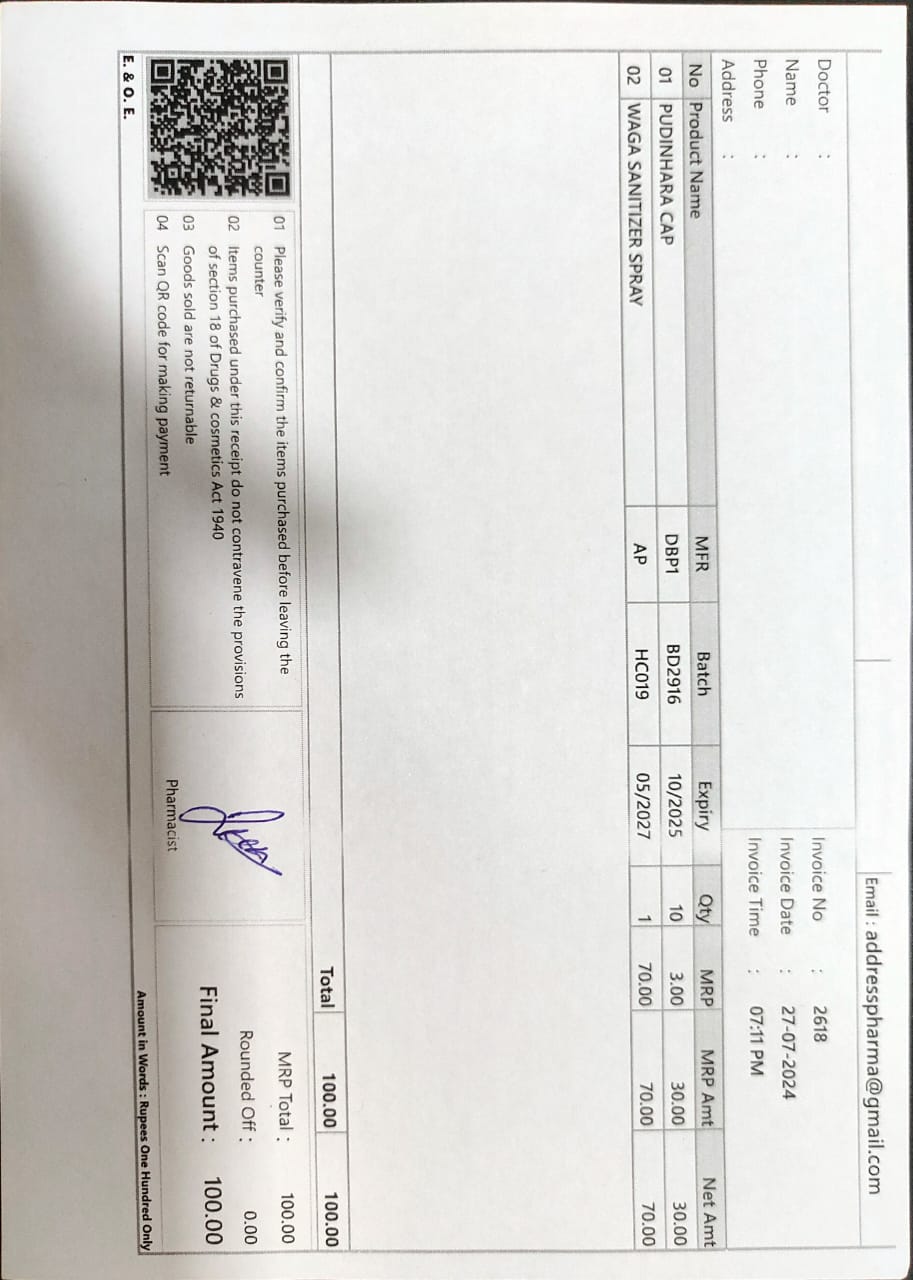 Email : addresspharma@gmail.com
Doctor :
Name :
Phone :
Address :
Invoice No : 2618
Invoice Date : 27-07-2024
Invoice Time : 07:11 PM
No Product Name MFR Batch Expiry Qty MRP MRP Amt Net Amt
01 PUDINHARA CAP DBP1 BD2916 10/2025 10 3.00 30.00 30.00
02 WAGA SANITIZER SPRAY AP HC019 05/2027 1 70.00 70.00 70.00
Total 100.00 100.00
01 Please verify and confirm the items purchased before leaving the
counter
02 Items purchased under this receipt do not contravene the provisions
of section 18 of Drugs & cosmetics Act 1940
03 Goods sold are not returnable
04 Scan QR code for making payment
Pharmacist
MRP Total : 100.00
Rounded Off : 0.00
Final Amount : 100.00
E. & O. E.
Amount in Words : Rupees One Hundred Only